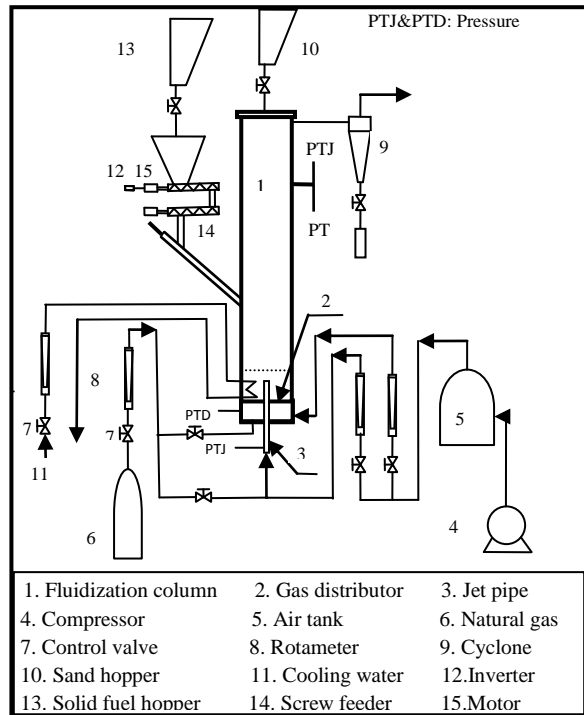 PTJ&PTD: Pressure
13
10
9
PTJ
12 15
1
14
PT
2
8
PTD
5
7
7
PTJ
3
11
6
4
1. Fluidization column 2. Gas distributor 3. Jet pipe
4. Compressor 5. Air tank 6. Natural gas
7. Control valve 8. Rotameter 9. Cyclone
10. Sand hopper 11. Cooling water 12.Inverter
13. Solid fuel hopper 14. Screw feeder 15.Motor